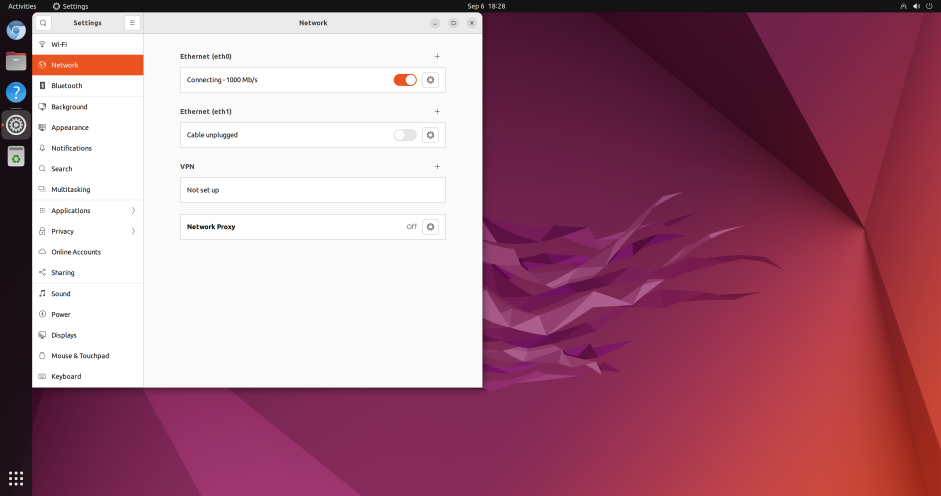 Activities
Settings
Sep 6 18:28
Settings
Network
Wi-Fi
Network
Bluetooth
Background
Appearance
Notifications
Search
Multitasking
Applications
Privacy
Online Accounts
Sharing
Sound
Power
Displays
Mouse & Touchpad
Keyboard
Ethernet (eth0)
Connecting - 1000 Mb/s
Ethernet (eth1)
Cable unplugged
VPN
Not set up
Network Proxy Off